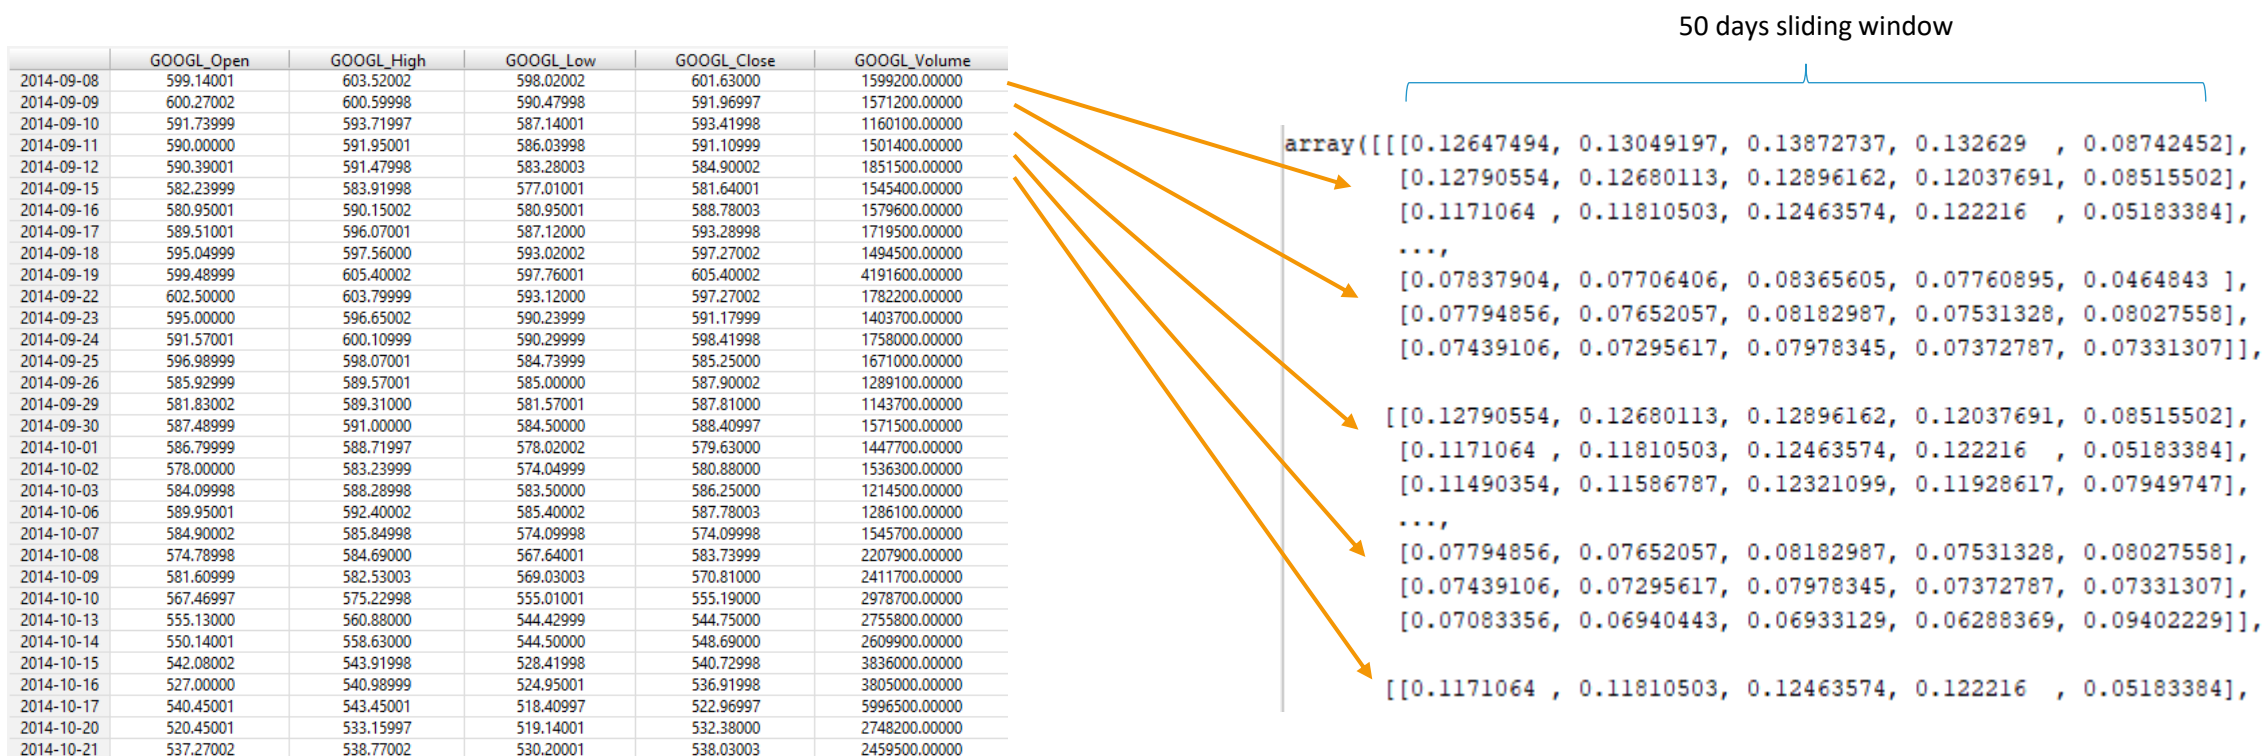 50 days sliding window
GOOGL_Open GOOGL_High GOOGL_Low GOOGL_Close GOOGL_Volume
2014-09-08 599.14001 603.52002 598.02002 601.63000 1599200.00000
2014-09-09 600.27002 600.59998 590.47998 591.96997 1571200.00000
2014-09-10 591.73999 593.71997 587.14001 593.41998 1160100.00000
2014-09-11 590.00000 591.95001 586.03998 591.10999 1501400.00000
2014-09-12 590.39001 591.47998 583.28003 584.90002 1851500.00000
2014-09-15 582.23999 583.91998 577.01001 581.64001 1545400.00000
2014-09-16 580.95001 590.15002 580.95001 588.78003 1579600.00000
2014-09-17 589.51001 596.07001 587.12000 593.28998 1719500.00000
2014-09-18 595.04999 597.56000 593.02002 597.27002 1494500.00000
2014-09-19 599.48999 605.40002 597.76001 605.40002 4191600.00000
2014-09-22 602.50000 603.79999 593.12000 597.27002 1782200.00000
2014-09-23 595.00000 596.65002 590.23999 591.17999 1403700.00000
2014-09-24 591.57001 600.10999 590.29999 598.41998 1758000.00000
2014-09-25 596.98999 598.07001 584.73999 585.25000 1671000.00000
2014-09-26 585.92999 589.57001 585.00000 587.90002 1289100.00000
2014-09-29 581.83002 589.31000 581.57001 587.81000 1143700.00000
2014-09-30 587.48999 591.00000 584.50000 588.40997 1571500.00000
2014-10-01 586.79999 588.71997 578.02002 579.63000 1447700.00000
2014-10-02 578.00000 583.23999 574.04999 580.88000 1536300.00000
2014-10-03 584.09998 588.28998 583.50000 586.25000 1214500.00000
2014-10-06 589.95001 592.40002 585.40002 587.78003 1286100.00000
2014-10-07 584.90002 585.84998 574.09998 574.09998 1545700.00000
2014-10-08 574.78998 584.69000 567.64001 583.73999 2207900.00000
2014-10-09 581.60999 582.53003 569.03003 570.81000 2411700.00000
2014-10-10 567.46997 575.22998 555.01001 555.19000 2978700.00000
2014-10-13 555.13000 560.88000 544.42999 544.75000 2755800.00000
2014-10-14 550.14001 558.63000 544.50000 548.69000 2609900.00000
2014-10-15 542.08002 543.91998 528.41998 540.72998 3836000.00000
2014-10-16 527.00000 540.98999 524.95001 536.91998 3805000.00000
2014-10-17 540.45001 543.45001 518.40997 522.96997 5996500.00000
2014-10-20 520.45001 533.15997 519.14001 532.38000 2748200.00000
2014-10-21 537.27002 538.77002 530.20001 538.03003 2459500.00000
array([[[0.12647494, 0.13049197, 0.13872737, 0.132629 , 0.08742452],
[0.12790554, 0.12680113, 0.12896162, 0.12037691, 0.08515502],
[0.1171064 , 0.11810503, 0.12463574, 0.122216 , 0.05183384],
...,
[0.07837904, 0.07706406, 0.08365605, 0.07760895, 0.0464843 ],
[0.07794856, 0.07652057, 0.08182987, 0.07531328, 0.08027558],
[0.07439106, 0.07295617, 0.07978345, 0.07372787, 0.07331307]],
[[0.12790554, 0.12680113, 0.12896162, 0.12037691, 0.08515502],
[0.1171064 , 0.11810503, 0.12463574, 0.122216 , 0.05183384],
[0.11490354, 0.11586787, 0.12321099, 0.11928617, 0.07949747],
...,
[0.07794856, 0.07652057, 0.08182987, 0.07531328, 0.08027558],
[0.07439106, 0.07295617, 0.07978345, 0.07372787, 0.07331307],
[0.07083356, 0.06940443, 0.06933129, 0.06288369, 0.09402229]],
[[0.1171064 , 0.11810503, 0.12463574, 0.122216 , 0.05183384],